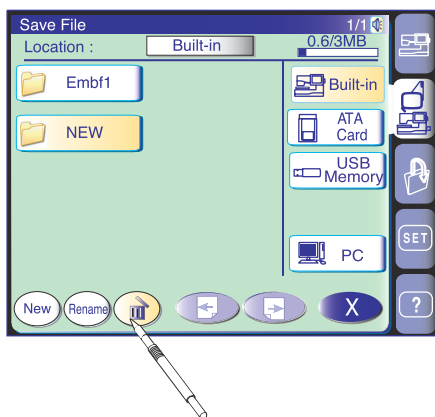 Save File
1/1
Location :
Built-in
0.6/3MB
Embf1
NEW
Built-in
ATA
Card
USB
Memory
PC
SET
New
Rename
X
?